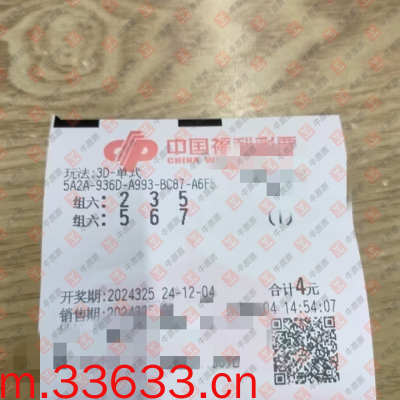 中国福利彩票
CHINA W
玩法:3D-单式
5A2A-936D-A993-BC87-A6F
组六: 2 3 5
组六: 5 6 7 (1)
开奖期:2024325 24-12-04 合计4元
销售期:2024325 04 14:54:07
m.33633.cn